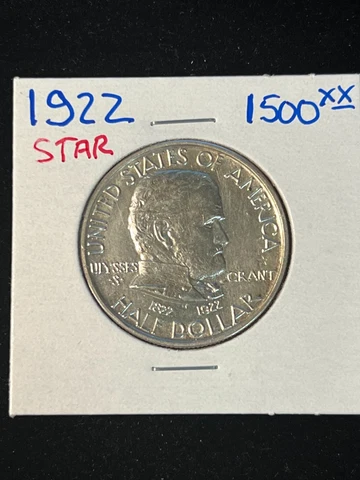 1922 1500xx
STAR
UNITED STATES OF AMERICA
ULYSSES GRANT
S.
1822 1922
HALF DOLLAR